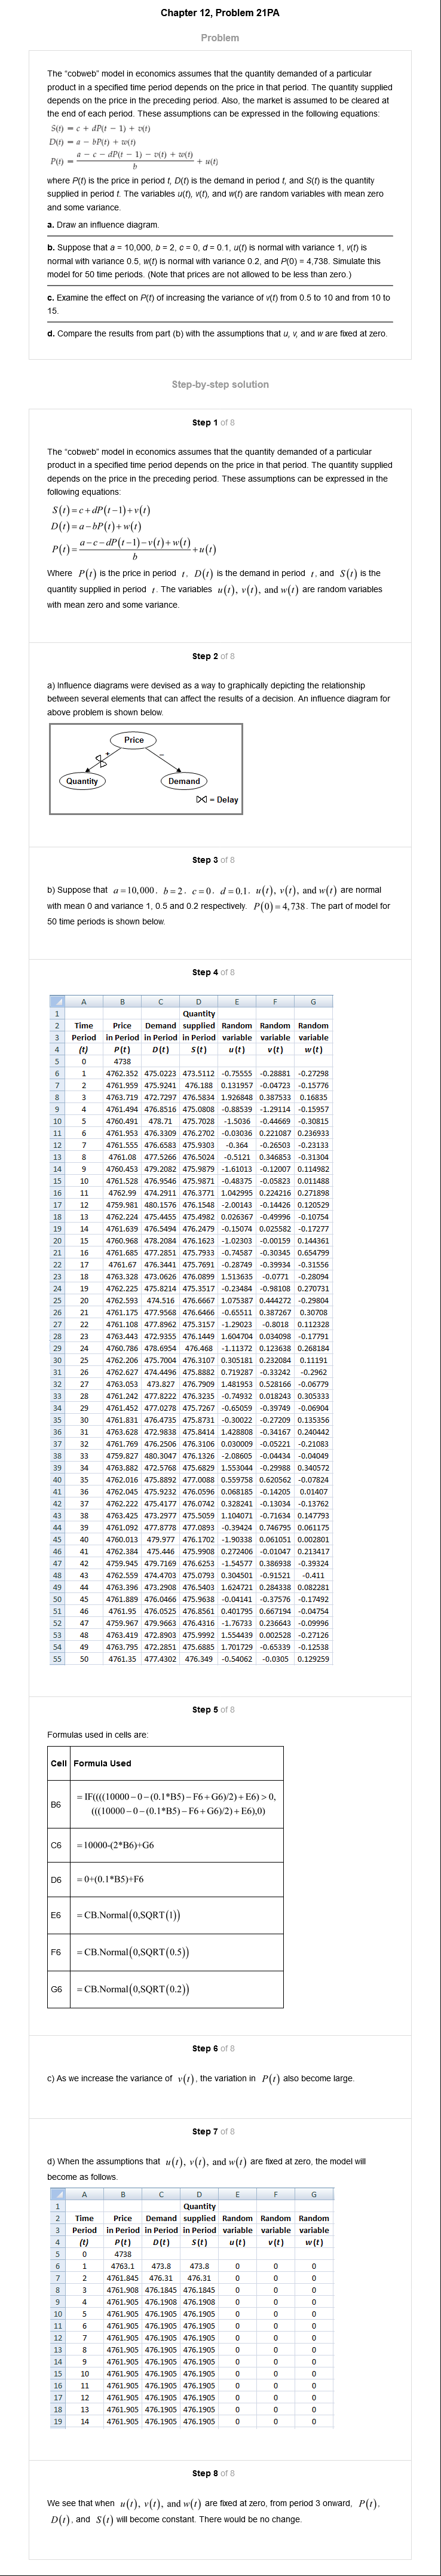 Chapter 12, Problem 21PA
Problem
The “cobweb” model in economics assumes that the quantity demanded of a particular
product in a specified time period depends on the price in that period. The quantity supplied
depends on the price in the preceding period. Also, the market is assumed to be cleared at
the end of each period. These assumptions can be expressed in the following equations:
S(t) = c + dP(t − 1) + v(t)
D(t) = a − bP(t) + w(t)
P(t) = (a − c − dP(t − 1) − v(t) + w(t)) / b + u(t)
where P(t) is the price in period t, D(t) is the demand in period t, and S(t) is the quantity
supplied in period t. The variables u(t), v(t), and w(t) are random variables with mean zero
and some variance.
a. Draw an influence diagram.
b. Suppose that a = 10,000, b = 2, c = 0, d = 0.1, u(t) is normal with variance 1, v(t) is
normal with variance 0.5, w(t) is normal with variance 0.2, and P(0) = 4,738. Simulate this
model for 50 time periods. (Note that prices are not allowed to be less than zero.)
c. Examine the effect on P(t) of increasing the variance of v(t) from 0.5 to 10 and from 10 to
15.
d. Compare the results from part (b) with the assumptions that u, v, and w are fixed at zero.
Step-by-step solution
Step 1 of 8
The “cobweb” model in economics assumes that the quantity demanded of a particular
product in a specified time period depends on the price in that period. The quantity supplied
depends on the price in the preceding period. These assumptions can be expressed in the
following equations:
S(t)=c+dP(t−1)+v(t)
D(t)=a−bP(t)+w(t)
P(t)=(a−c−dP(t−1)−v(t)+w(t))/b+u(t)
Where P(t) is the price in period t, D(t) is the demand in period t, and S(t) is the
quantity supplied in period t. The variables u(t), v(t), and w(t) are random variables
with mean zero and some variance.
Step 2 of 8
a) Influence diagrams were devised as a way to graphically depicting the relationship
between several elements that can affect the results of a decision. An influence diagram for
above problem is shown below.
Price
+ −
Quantity Demand
= Delay
Step 3 of 8
b) Suppose that a=10,000, b=2, c=0, d=0.1, u(t), v(t), and w(t) are normal
with mean 0 and variance 1, 0.5 and 0.2 respectively. P(0)=4,738. The part of model for
50 time periods is shown below.
Step 4 of 8
A B C D E F G
1 Quantity
2 Time Price Demand supplied Random Random Random
3 Period in Period in Period in Period variable variable variable
4 (t) P(t) D(t) S(t) u(t) v(t) w(t)
5 0 4738
6 1 4762.352 475.0223 473.5112 -0.75555 -0.28881 -0.27298
7 2 4761.959 475.9241 476.188 0.131957 -0.04723 -0.15776
8 3 4763.719 472.7297 476.5834 1.926848 0.387533 0.16835
9 4 4761.494 476.8516 475.0808 -0.88539 -1.29114 -0.15957
10 5 4760.491 478.71 475.7028 -1.5036 -0.44669 -0.30815
11 6 4761.953 476.3309 476.2702 -0.03036 0.221087 0.236933
12 7 4761.555 476.6583 475.9303 -0.364 -0.26503 -0.23133
13 8 4761.08 477.5266 476.5024 -0.5121 0.346853 -0.31304
14 9 4760.453 479.2082 475.9879 -1.61013 -0.12007 0.114982
15 10 4761.528 476.9546 475.9871 -0.48375 -0.05823 0.011488
16 11 4762.99 474.2911 476.3771 1.042995 0.224216 0.271898
17 12 4759.981 480.1576 476.1548 -2.00143 -0.14426 0.120529
18 13 4762.224 475.4455 475.4982 0.026367 -0.49996 -0.10754
19 14 4761.639 476.5494 476.2479 -0.15074 0.025582 -0.17277
20 15 4760.968 478.2084 476.1623 -1.02303 -0.00159 0.144361
21 16 4761.685 477.2851 475.7933 -0.74587 -0.30345 0.654799
22 17 4761.67 476.3441 475.7691 -0.28749 -0.39934 -0.31556
23 18 4763.328 473.0626 476.0899 1.513635 -0.0771 -0.28094
24 19 4762.225 475.8214 475.3517 -0.23484 -0.98108 0.270731
25 20 4762.593 474.516 476.6667 1.075387 0.444272 -0.29804
26 21 4761.175 477.9568 476.6466 -0.65511 0.387267 0.30708
27 22 4761.108 477.8962 475.3157 -1.29023 -0.8018 0.112328
28 23 4763.443 472.9355 476.1449 1.604704 0.034098 -0.17791
29 24 4760.786 478.6954 476.468 -1.11372 0.123638 0.268184
30 25 4762.206 475.7004 476.3107 0.305181 0.232084 0.11191
31 26 4762.627 474.4496 475.8882 0.719287 -0.33242 -0.2962
32 27 4763.053 473.827 476.7909 1.481953 0.528166 -0.06779
33 28 4761.242 477.8222 476.3235 -0.74932 0.018243 0.305333
34 29 4761.452 477.0278 475.7267 -0.65059 -0.39749 -0.06904
35 30 4761.831 476.4735 475.8731 -0.30022 -0.27209 0.135356
36 31 4763.628 472.9838 475.8414 1.428808 -0.34167 0.240442
37 32 4761.769 476.2506 476.3106 0.030009 -0.05221 -0.21083
38 33 4759.827 480.3047 476.1326 -2.08605 -0.04434 -0.04049
39 34 4763.882 472.5768 475.6829 1.553044 -0.29988 0.340572
40 35 4762.016 475.8892 477.0088 0.559758 0.620562 -0.07824
41 36 4762.045 475.9232 476.0596 0.068185 -0.14205 0.01407
42 37 4762.222 475.4177 476.0742 0.328241 -0.13034 -0.13762
43 38 4763.425 473.2977 475.5059 1.104071 -0.71634 0.147793
44 39 4761.092 477.8778 477.0893 -0.39424 0.746795 0.061175
45 40 4760.013 479.977 476.1702 -1.90338 0.061051 0.002801
46 41 4762.384 475.446 475.9908 0.272406 -0.01047 0.213417
47 42 4759.945 479.7169 476.6253 -1.54577 0.386938 -0.39324
48 43 4762.559 474.4703 475.0793 0.304501 -0.91521 -0.411
49 44 4763.396 473.2908 476.5403 1.624721 0.284338 0.082281
50 45 4761.889 476.0466 475.9638 -0.04141 -0.37576 -0.17492
51 46 4761.95 476.0525 476.8561 0.401795 0.667194 -0.04754
52 47 4759.967 479.9663 476.4316 -1.76733 0.236643 -0.09996
53 48 4763.419 472.8903 475.9992 1.554439 0.002528 -0.27126
54 49 4763.795 472.2851 475.6885 1.701729 -0.65339 -0.12538
55 50 4761.35 477.4302 476.349 -0.54062 -0.0305 0.129259
Step 5 of 8
Formulas used in cells are:
Cell Formula Used
B6 =IF((((10000−0−(0.1*B5)−F6+G6)/2)+E6)>0,
(((10000−0−(0.1*B5)−F6+G6)/2)+E6),0)
C6 =10000-(2*B6)+G6
D6 =0+(0.1*B5)+F6
E6 =CB.Normal(0,SQRT(1))
F6 =CB.Normal(0,SQRT(0.5))
G6 =CB.Normal(0,SQRT(0.2))
Step 6 of 8
c) As we increase the variance of v(t), the variation in P(t) also become large.
Step 7 of 8
d) When the assumptions that u(t), v(t), and w(t) are fixed at zero, the model will
become as follows.
A B C D E F G
1 Quantity
2 Time Price Demand supplied Random Random Random
3 Period in Period in Period in Period variable variable variable
4 (t) P(t) D(t) S(t) u(t) v(t) w(t)
5 0 4738
6 1 4763.1 473.8 473.8 0 0 0
7 2 4761.845 476.31 476.31 0 0 0
8 3 4761.908 476.1845 476.1845 0 0 0
9 4 4761.905 476.1908 476.1908 0 0 0
10 5 4761.905 476.1905 476.1905 0 0 0
11 6 4761.905 476.1905 476.1905 0 0 0
12 7 4761.905 476.1905 476.1905 0 0 0
13 8 4761.905 476.1905 476.1905 0 0 0
14 9 4761.905 476.1905 476.1905 0 0 0
15 10 4761.905 476.1905 476.1905 0 0 0
16 11 4761.905 476.1905 476.1905 0 0 0
17 12 4761.905 476.1905 476.1905 0 0 0
18 13 4761.905 476.1905 476.1905 0 0 0
19 14 4761.905 476.1905 476.1905 0 0 0
Step 8 of 8
We see that when u(t), v(t), and w(t) are fixed at zero, from period 3 onward, P(t),
D(t), and S(t) will become constant. There would be no change.